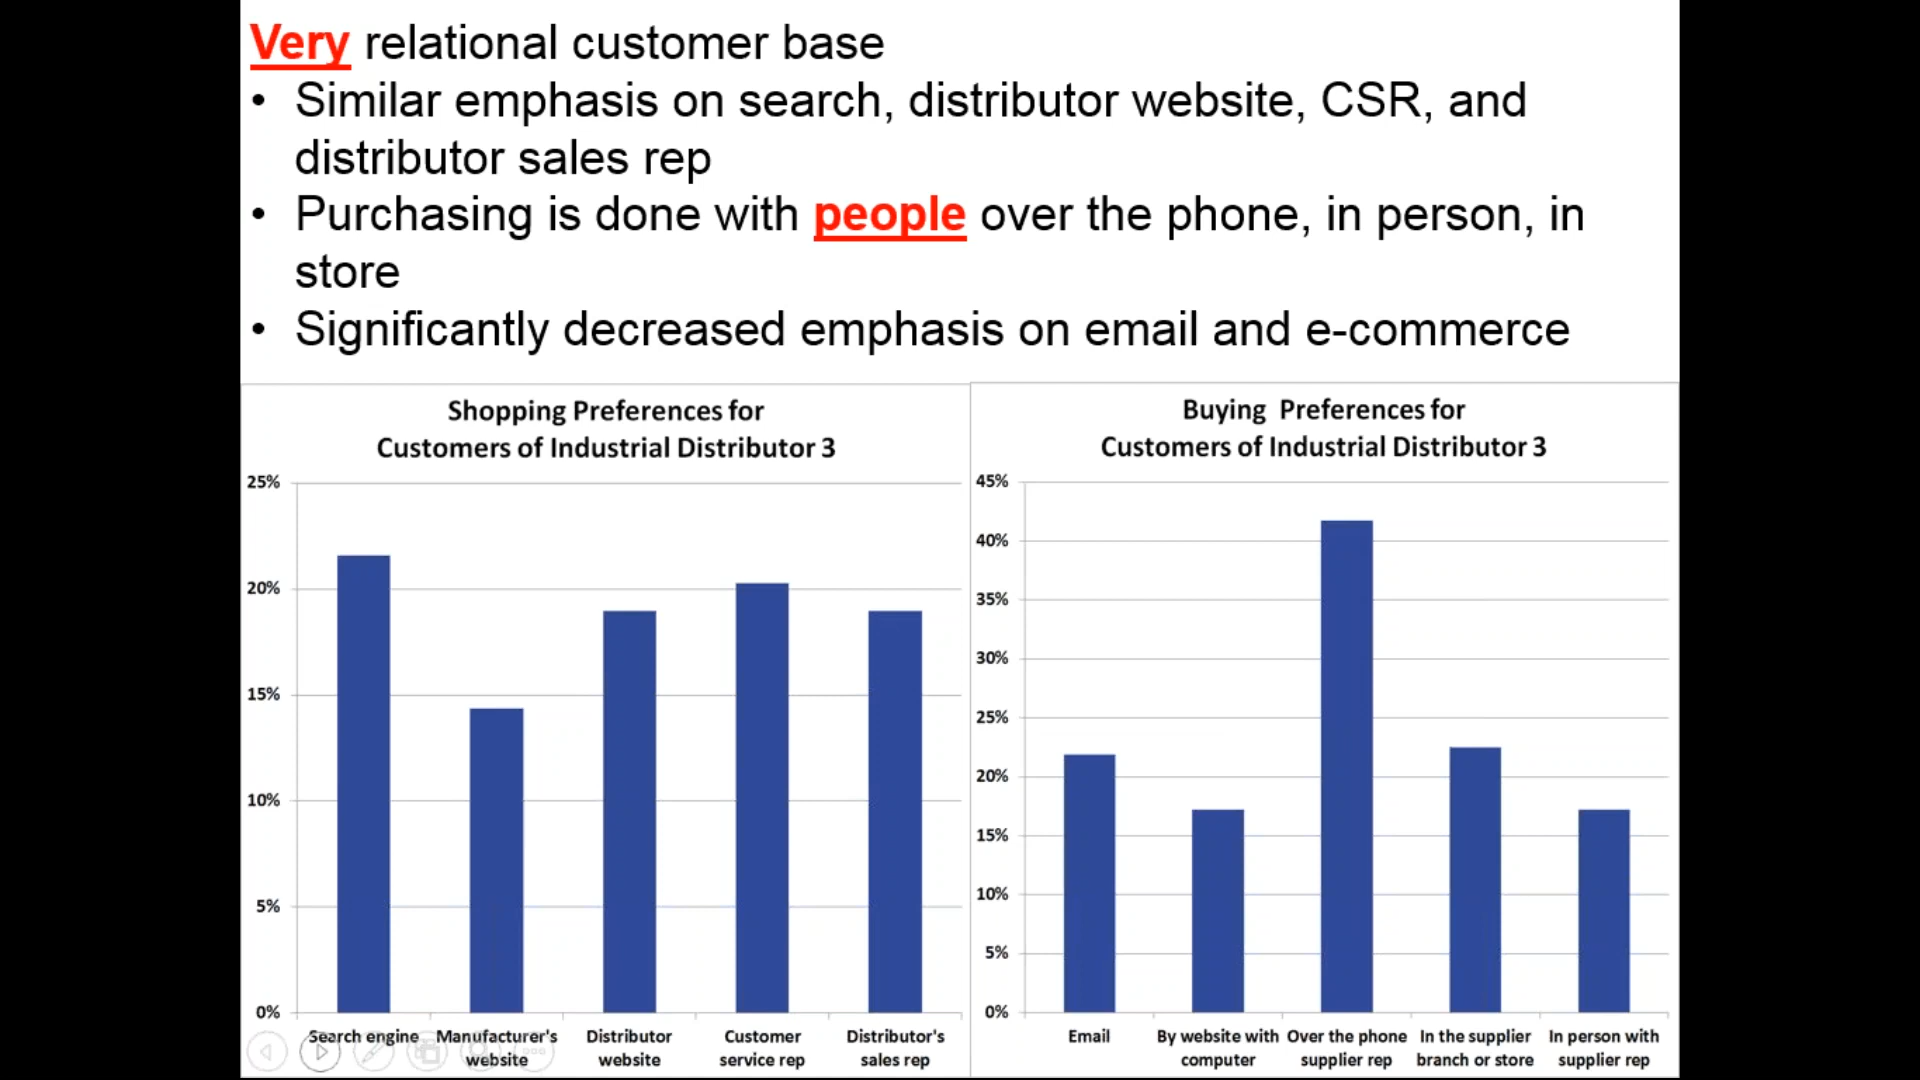 Very relational customer base
• Similar emphasis on search, distributor website, CSR, and
distributor sales rep
• Purchasing is done with people over the phone, in person, in
store
• Significantly decreased emphasis on email and e-commerce
Shopping Preferences for
Customers of Industrial Distributor 3
25%
20%
15%
10%
5%
0%
Search engine
Manufacturer's
website
Distributor
website
Customer
service rep
Distributor's
sales rep
Buying Preferences for
Customers of Industrial Distributor 3
45%
40%
35%
30%
25%
20%
15%
10%
5%
0%
Email
By website with
computer
Over the phone
supplier rep
In the supplier
branch or store
In person with
supplier rep